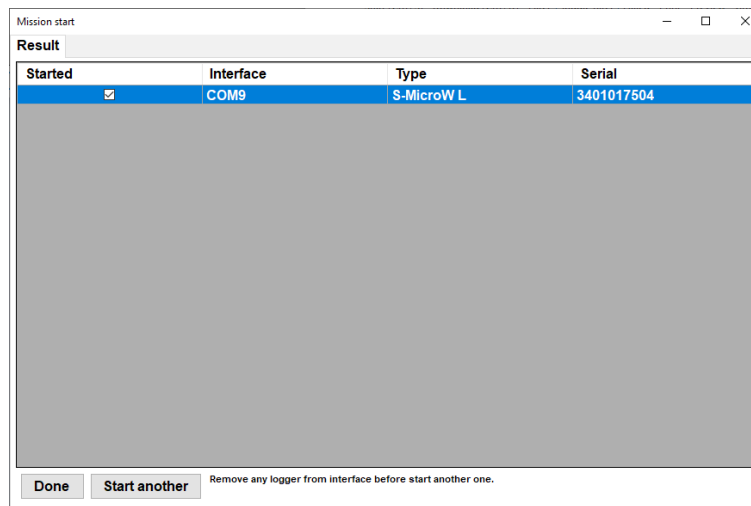 Mission start
Result
Started Interface Type Serial
COM9 S-MicroW L 3401017504
Done Start another Remove any logger from interface before start another one.